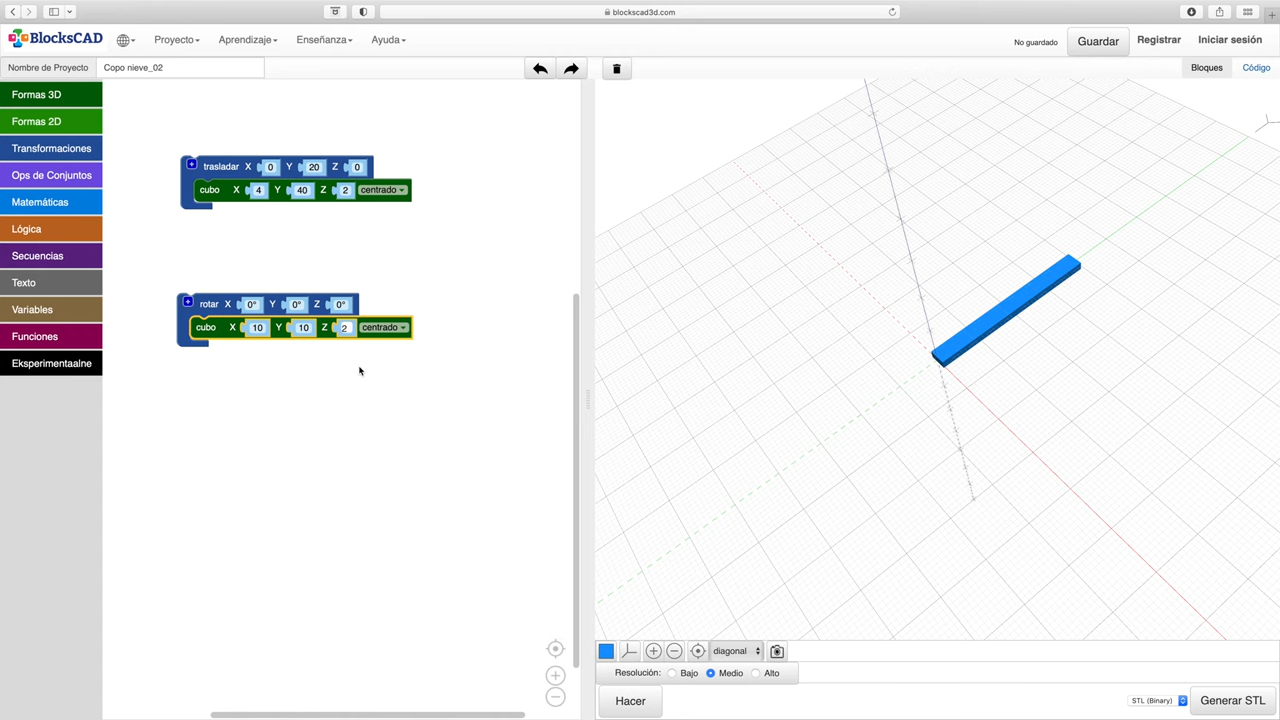 blockscad3d.com
BlocksCAD
Proyecto
Aprendizaje
Enseñanza
Ayuda
No guardado
Guardar
Registrar
Iniciar sesión
Nombre de Proyecto
Copo nieve_02
Bloques
Código
Formas 3D
Formas 2D
Transformaciones
Ops de Conjuntos
Matemáticas
Lógica
Secuencias
Texto
Variables
Funciones
Eksperimentaalne
trasladar X 0 Y 20 Z 0
cubo X 4 Y 40 Z 2 centrado
rotar X 0° Y 0° Z 0°
cubo X 10 Y 10 Z 2 centrado
diagonal
Resolución: Bajo Medio Alto
Hacer
STL (Binary)
Generar STL